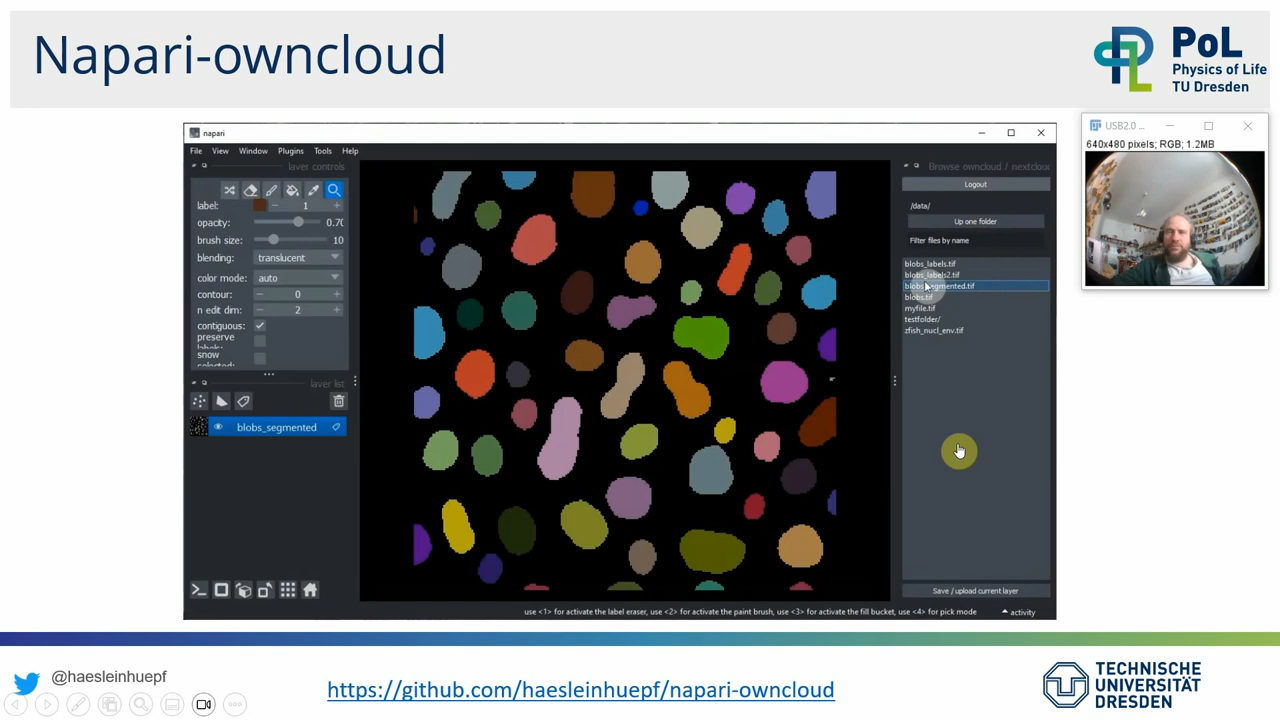 Napari-owncloud
PoL
Physics of Life
TU Dresden
napari
File View Window Plugins Tools Help
layer controls
label: 1
opacity: 0.70
brush size: 10
blending: translucent
color mode: auto
contour: 0
n edit dim: 2
contiguous:
preserve
labels:
show
selected:
layer list
blobs_segmented
Browse owncloud / nextcloud
Logout
/data/
Up one folder
Filter files by name
blobs_labels.tif
blobs_labels2.tif
blobs_segmented.tif
blobs.tif
myfile.tif
testfolder/
zfish_nucl_env.tif
Save / upload current layer
use <1> for activate the label eraser, use <2> for activate the paint brush, use <3> for activate the fill bucket, use <4> for pick mode
activity
USB2.0 ...
640x480 pixels; RGB; 1.2MB
@haesleinhuepf
https://github.com/haesleinhuepf/napari-owncloud
TECHNISCHE
UNIVERSITÄT
DRESDEN